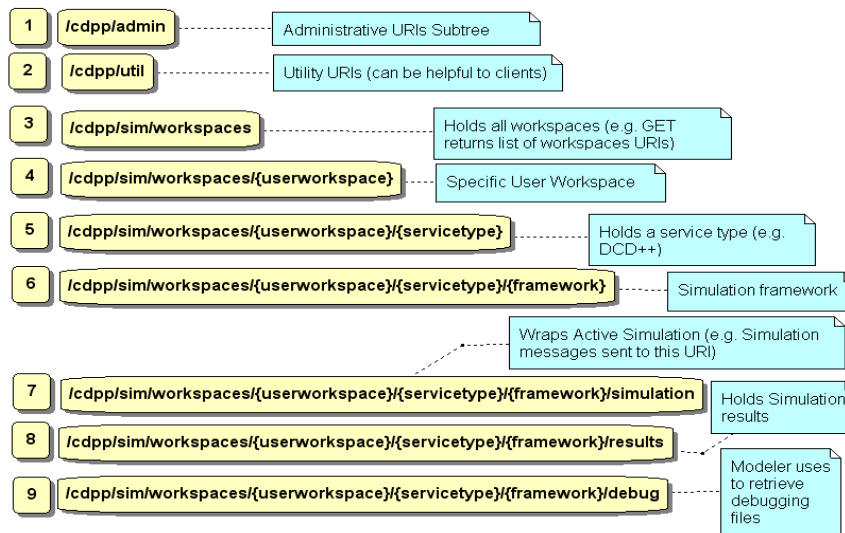 1 /cdpp/admin Administrative URIs Subtree
2 /cdpp/util Utility URIs (can be helpful to clients)
3 /cdpp/sim/workspaces Holds all workspaces (e.g. GET
returns list of workspaces URIs)
4 /cdpp/sim/workspaces/{userworkspace} Specific User Workspace
5 /cdpp/sim/workspaces/{userworkspace}/{servicetype} Holds a service type (e.g.
DCD++)
6 /cdpp/sim/workspaces/{userworkspace}/{servicetype}/{framework} Simulation framework
Wraps Active Simulation (e.g. Simulation
messages sent to this URI)
7 /cdpp/sim/workspaces/{userworkspace}/{servicetype}/{framework}/simulation
Holds Simulation
results
8 /cdpp/sim/workspaces/{userworkspace}/{servicetype}/{framework}/results
9 /cdpp/sim/workspaces/{userworkspace}/{servicetype}/{framework}/debug
Modeler uses
to retrieve
debugging
files